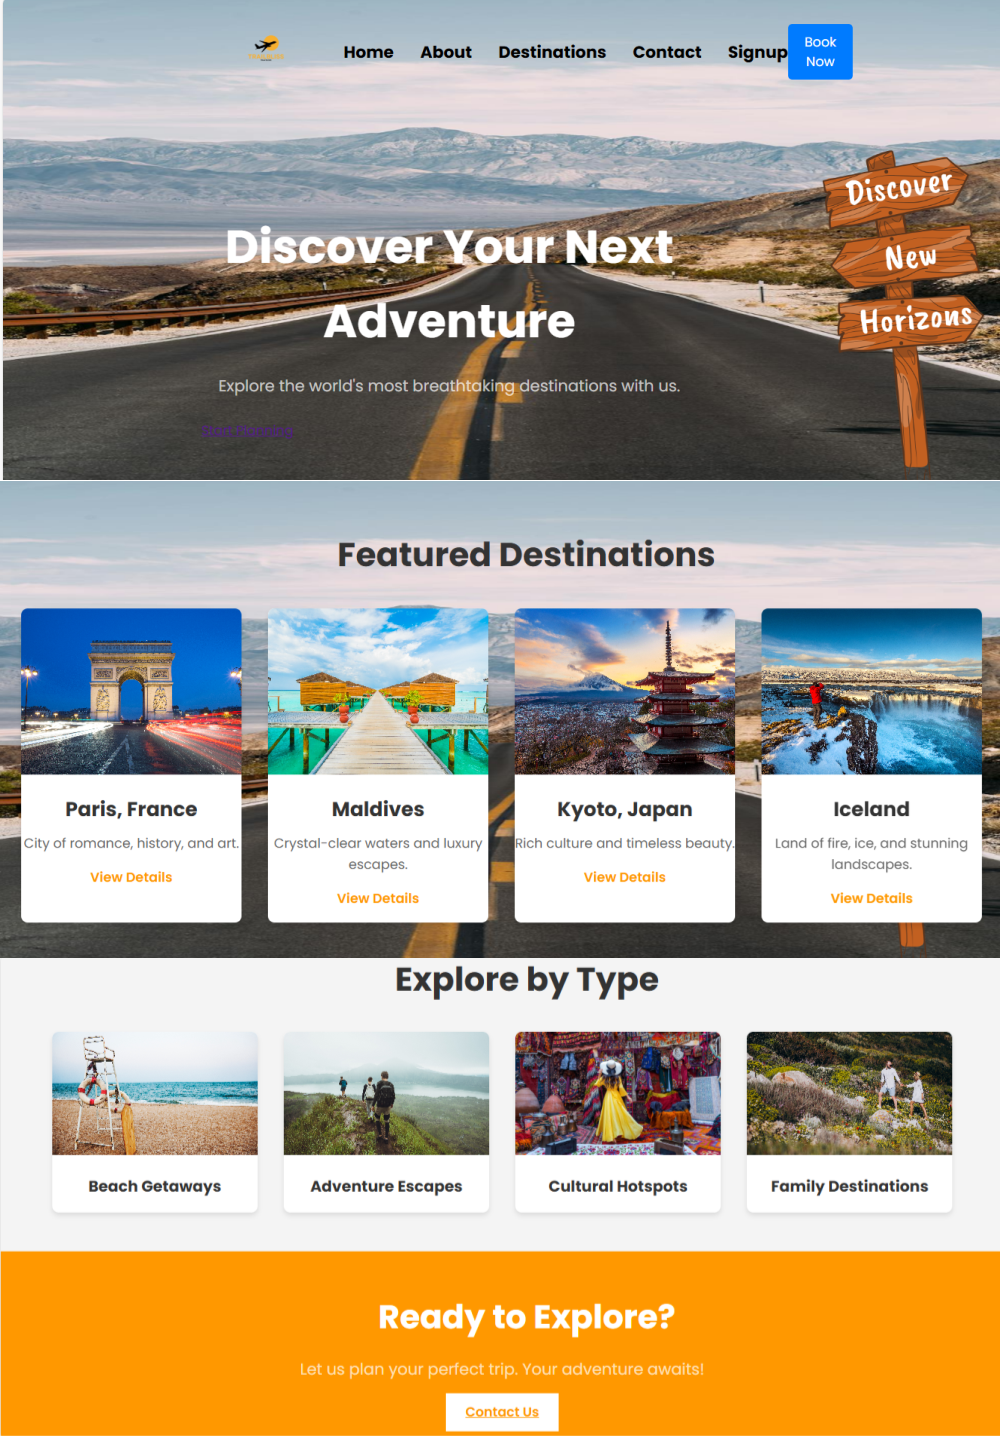 Home About Destinations Contact Signup Book
Now
Discover
New
Horizons
Discover Your Next
Adventure
Explore the world's most breathtaking destinations with us.
Start Planning
Featured Destinations
Paris, France
City of romance, history, and art.
View Details
Maldives
Crystal-clear waters and luxury
escapes.
View Details
Kyoto, Japan
Rich culture and timeless beauty.
View Details
Iceland
Land of fire, ice, and stunning
landscapes.
View Details
Explore by Type
Beach Getaways
Adventure Escapes
Cultural Hotspots
Family Destinations
Ready to Explore?
Let us plan your perfect trip. Your adventure awaits!
Contact Us